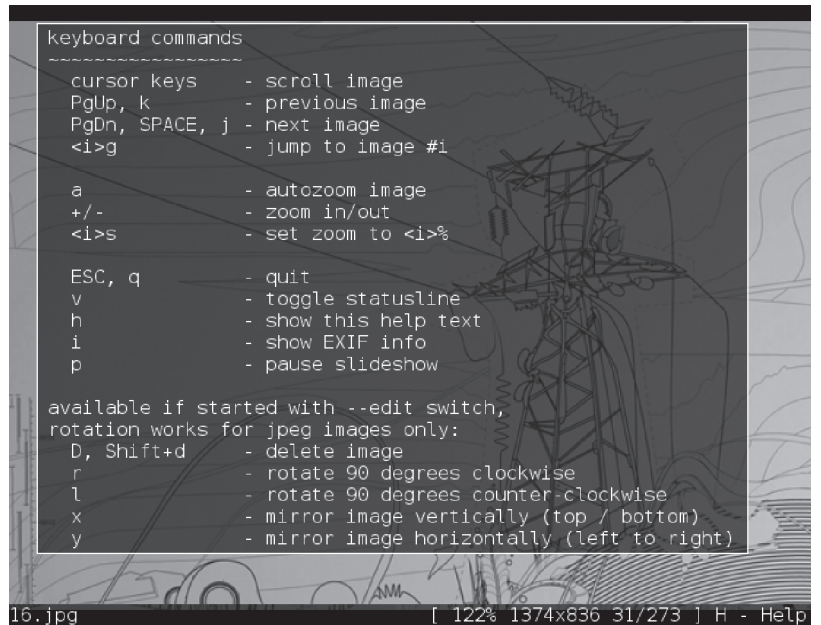 keyboard commands
~~~~~~~~~~~~~~~~~
cursor keys - scroll image
PgUp, k - previous image
PgDn, SPACE, j - next image
<i>g - jump to image #i
a - autozoom image
+/- - zoom in/out
<i>s - set zoom to <i>%
ESC, q - quit
v - toggle statusline
h - show this help text
i - show EXIF info
p - pause slideshow
available if started with --edit switch,
rotation works for jpeg images only:
D, Shift+d - delete image
r - rotate 90 degrees clockwise
l - rotate 90 degrees counter-clockwise
x - mirror image vertically (top / bottom)
y - mirror image horizontally (left to right)
16.jpg [ 122% 1374x836 31/273 ] H - Help